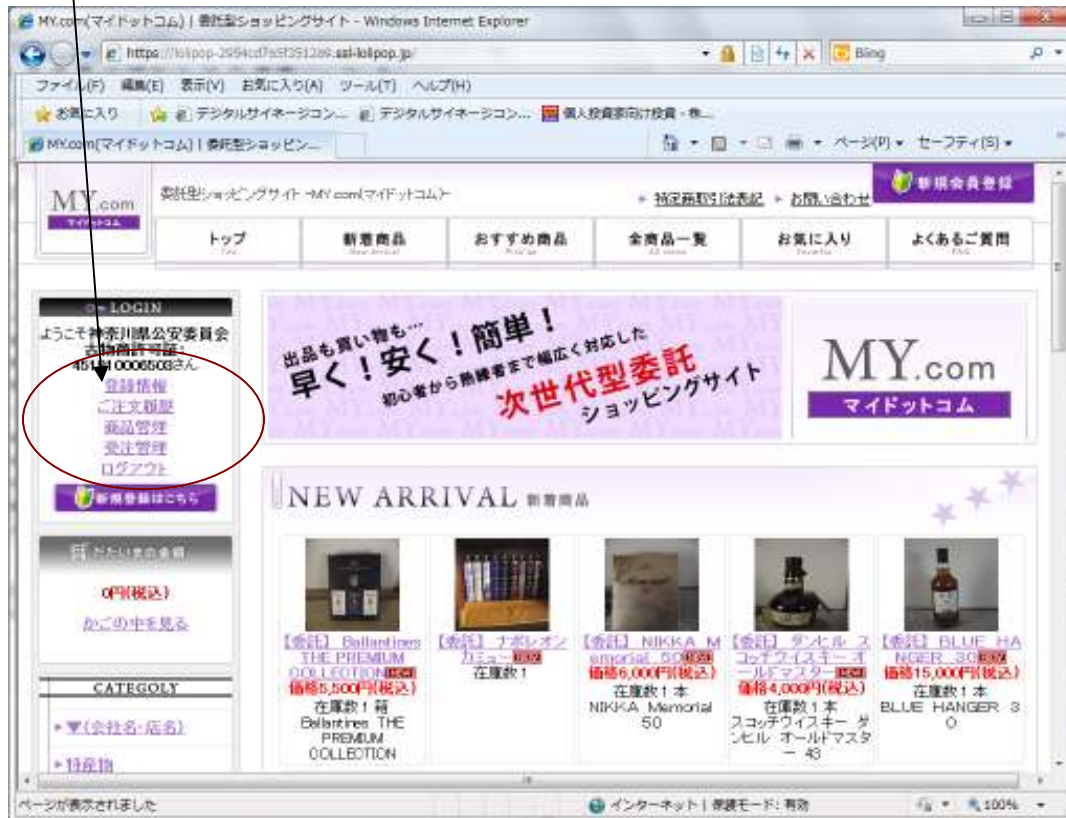 MY.com(マイドットコム) | 委託型ショッピングサイト - Windows Internet Explorer
Bing
ファイル(F) 編集(E) 表示(V) お気に入り(A) ツール(T) ヘルプ(H)
お気に入り デジタルサイネージコン... デジタルサイネージコン... 個人投資家向け投資・株...
MY.com(マイドットコム) | 委託型ショッピン...
ページ(P) セーフティ(S)
MY.com
マイドットコム
委託型ショッピングサイト -MY.com(マイドットコム)-
特定商取引法表記 お問い合わせ
新規会員登録
トップ 新着商品 おすすめ商品 全商品一覧 お気に入り よくあるご質問
LOGIN
ようこそ神奈川県公安委員会
古物商許可証:
さん
登録情報
ご注文履歴
商品管理
受注管理
ログアウト
新規登録はこちら
ただいまの金額
0円(税込)
かごの中を見る
CATEGOLY
▼(会社名・店名)
特産物
出品も買い物も…
早く!安く!簡単!
初心者から熟練者まで幅広く対応した
次世代型委託
ショッピングサイト
MY.com
マイドットコム
NEW ARRIVAL 新着商品
【委託】 Ballantines
THE PREMIUM
COLLECTION
価格5,500円(税込)
在庫数1 箱
Ballantines THE
PREMIUM
COLLECTION
【委託】 ナポレオン
カミュー
在庫数1
【委託】 NIKKA M
emorial 50
価格6,000円(税込)
在庫数1 本
NIKKA Memorial
50
【委託】 ダンヒル ス
コッチウイスキー オ
ールドマスター
価格4,000円(税込)
在庫数1 本
スコッチウイスキー ダ
ンヒル オールドマスタ
ー 43
【委託】 BLUE HA
NGER 30
価格15,000円(税込)
在庫数1 本
BLUE HANGER 3
0
ページが表示されました
インターネット | 保護モード: 有効
100%